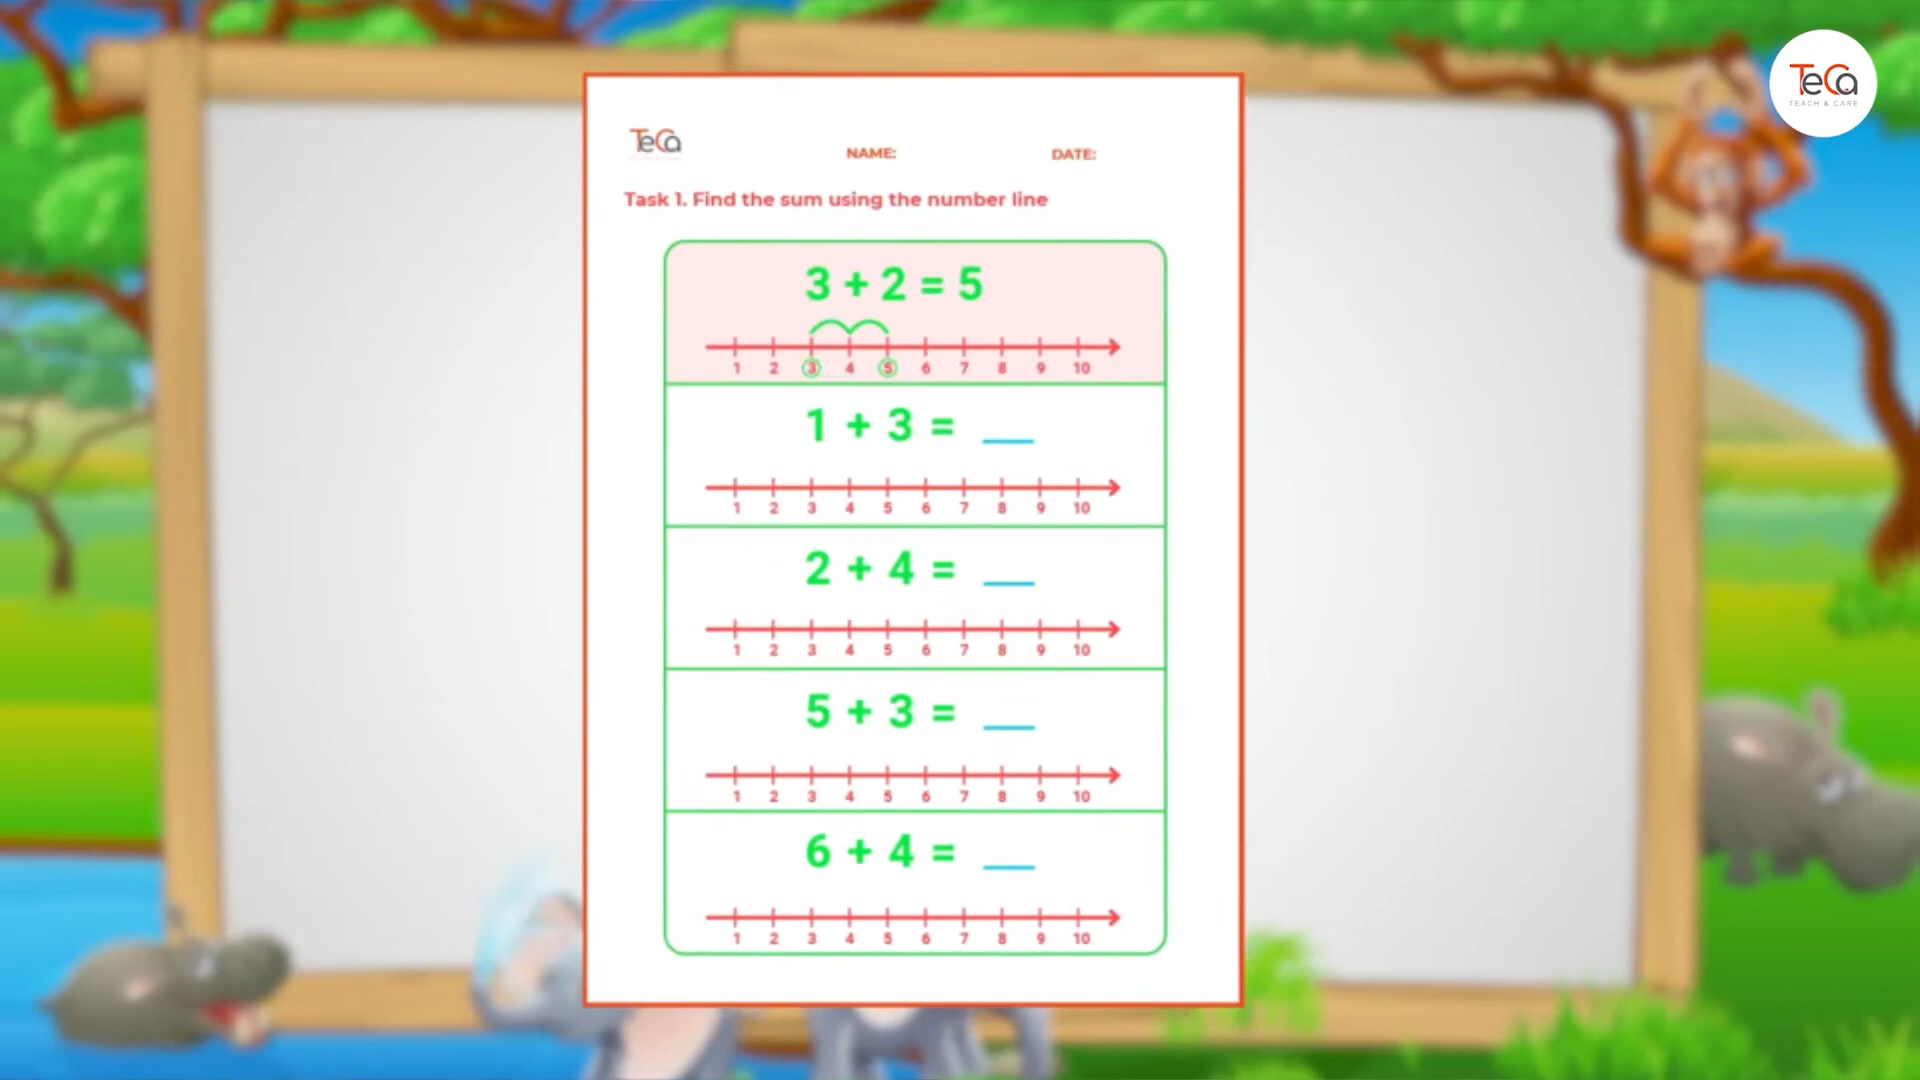 TeCa
TEACH & CARE
TeCa
NAME: DATE:
Task 1. Find the sum using the number line
3 + 2 = 5
1 2 3 4 5 6 7 8 9 10
1 + 3 = __
1 2 3 4 5 6 7 8 9 10
2 + 4 = __
1 2 3 4 5 6 7 8 9 10
5 + 3 = __
1 2 3 4 5 6 7 8 9 10
6 + 4 = __
1 2 3 4 5 6 7 8 9 10